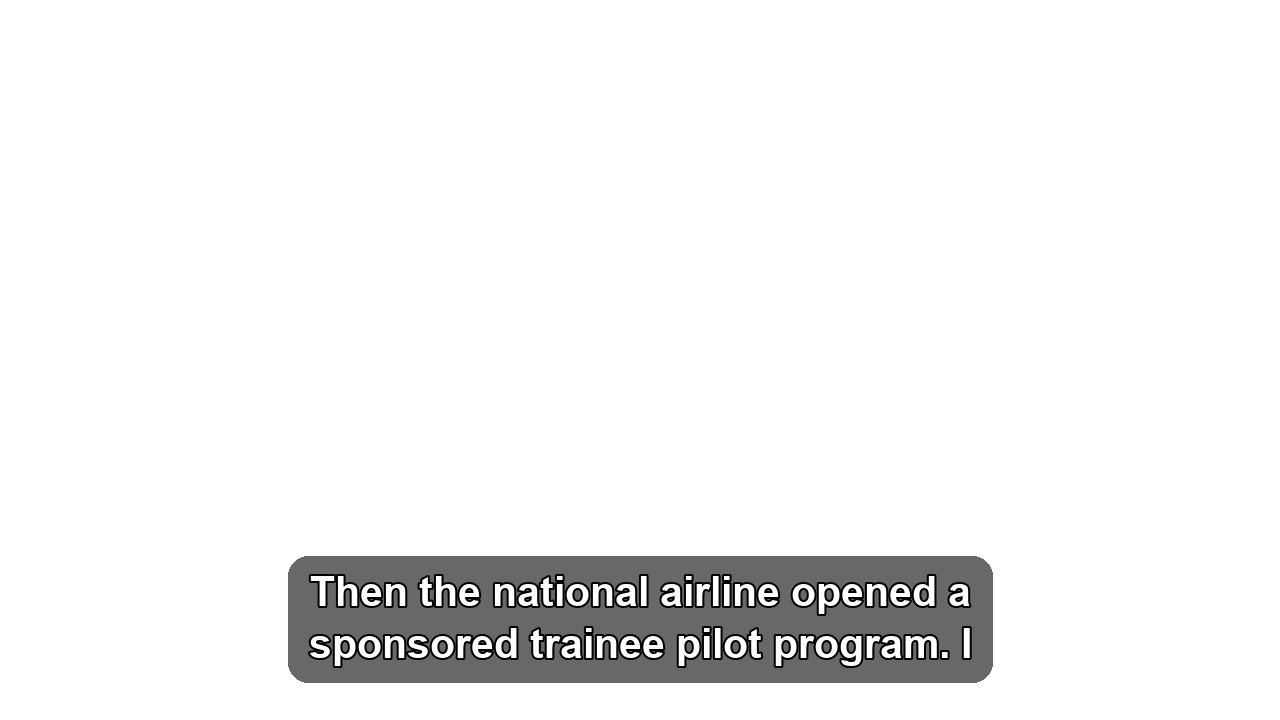 Then the national airline opened a
sponsored trainee pilot program. I